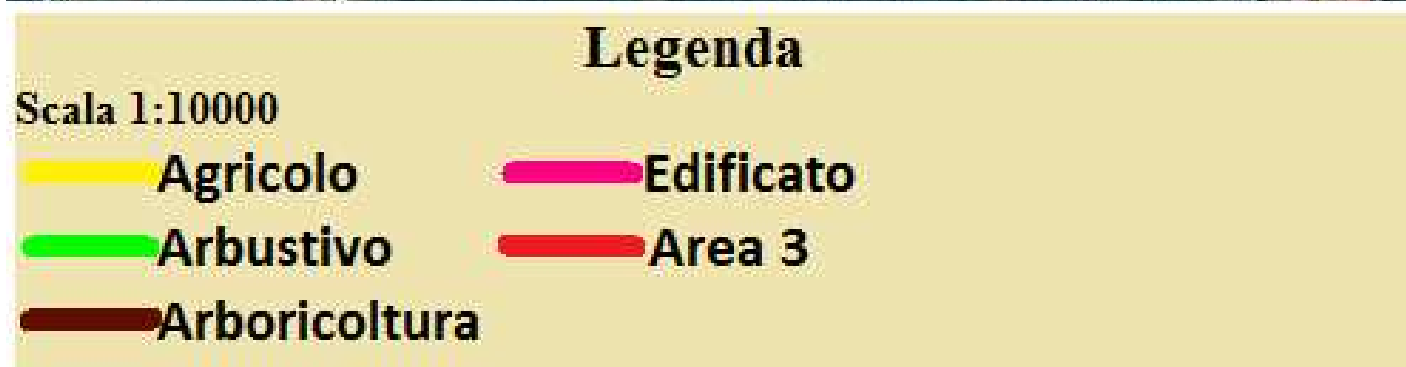 Legenda
Scala 1:10000
Agricolo Edificato
Arbustivo Area 3
Arboricoltura